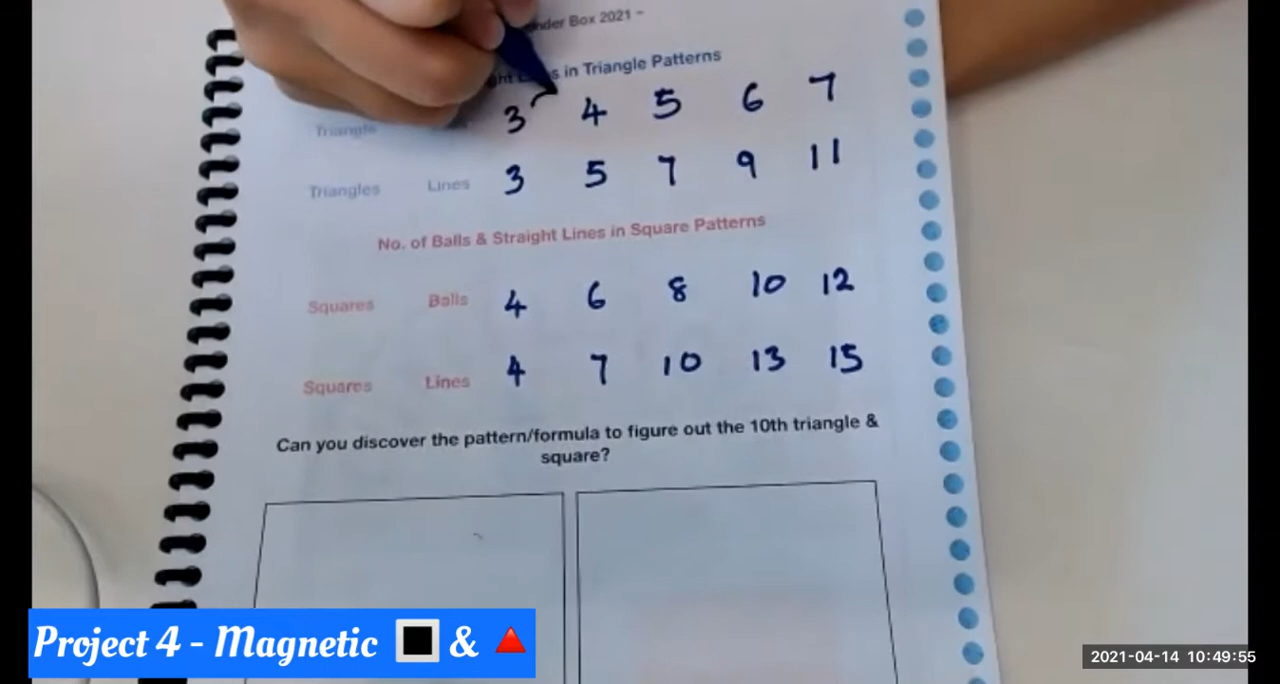 Box 2021 -
in Triangle Patterns
Triangle 3 4 5 6 7
Triangles Lines 3 5 7 9 11
No. of Balls & Straight Lines in Square Patterns
Squares Balls 4 6 8 10 12
Squares Lines 4 7 10 13 15
Can you discover the pattern/formula to figure out the 10th triangle &
square?
Project 4 - Magnetic 🔳 & 🔺
2021-04-14 10:49:55